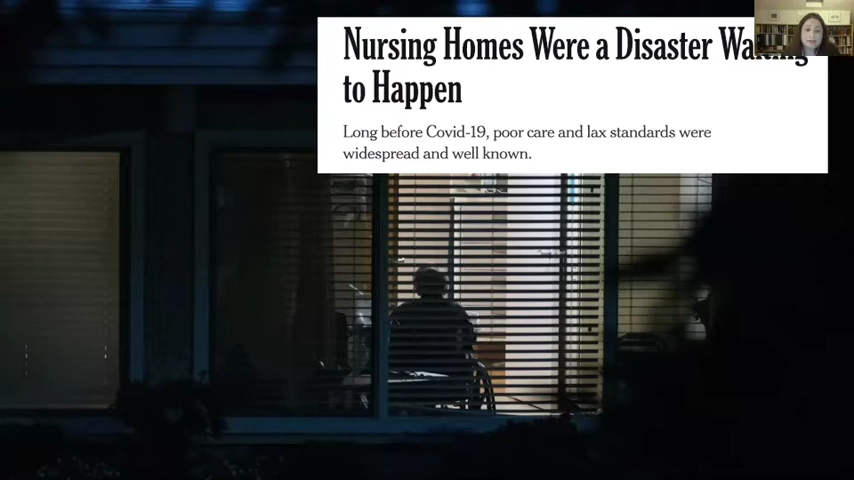 Nursing Homes Were a Disaster Waiting
to Happen
Long before Covid-19, poor care and lax standards were
widespread and well known.